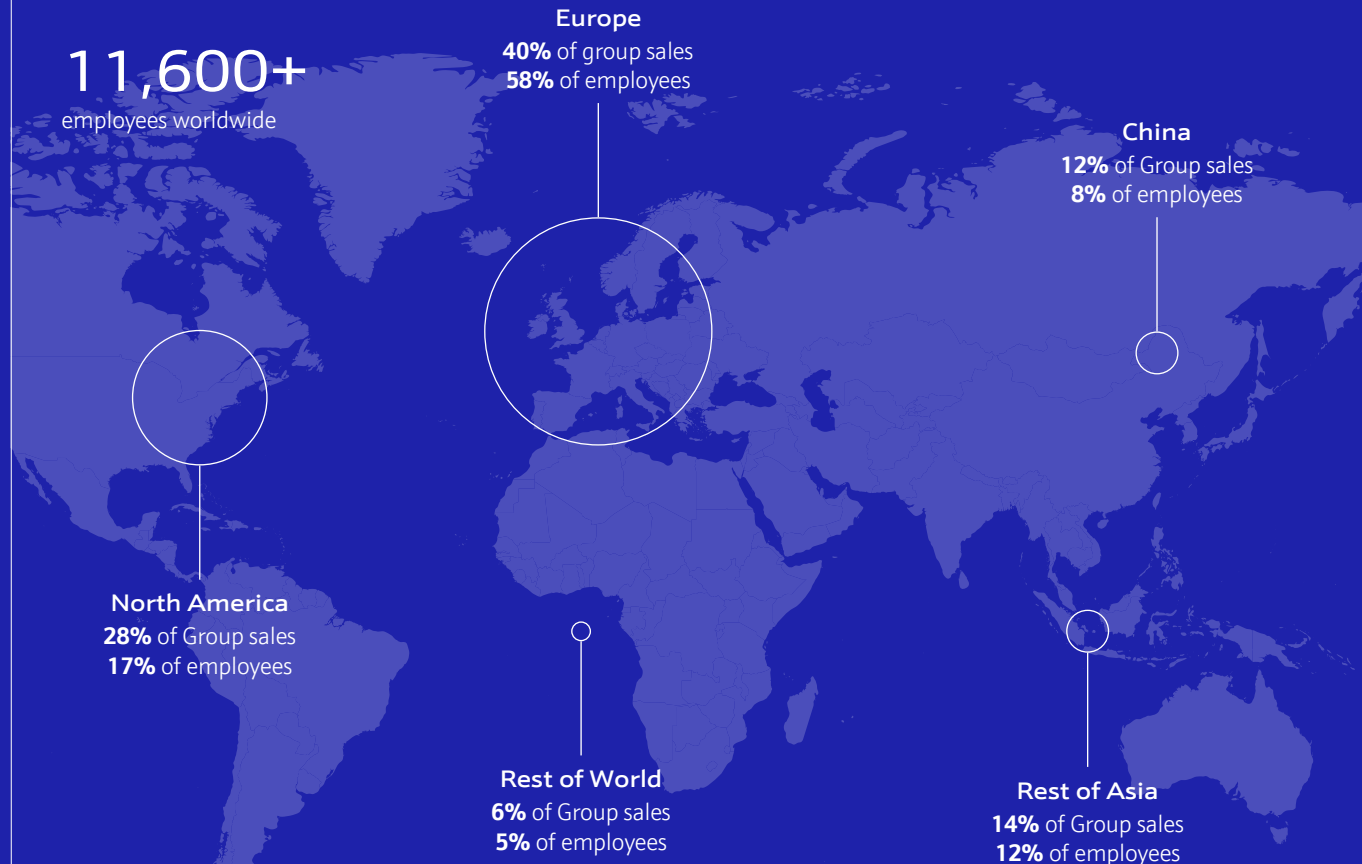 11,600+
employees worldwide
Europe
40% of group sales
58% of employees
China
12% of Group sales
8% of employees
North America
28% of Group sales
17% of employees
Rest of World
6% of Group sales
5% of employees
Rest of Asia
14% of Group sales
12% of employees